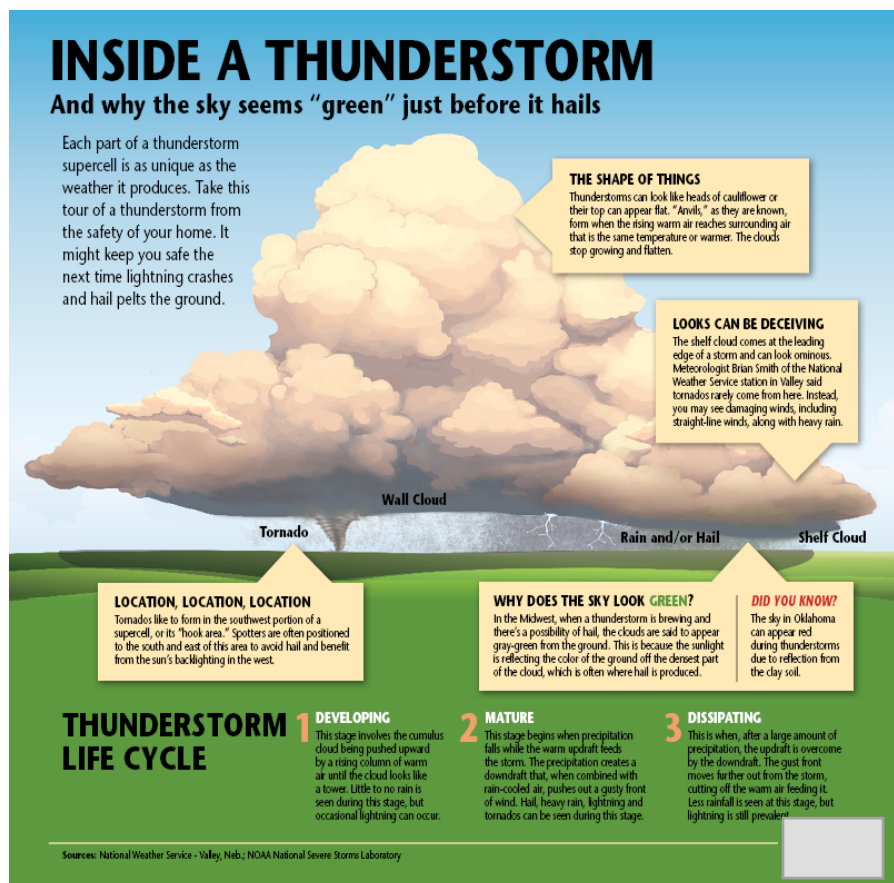 INSIDE A THUNDERSTORM
And why the sky seems “green” just before it hails
Each part of a thunderstorm
supercell is as unique as the
weather it produces. Take this
tour of a thunderstorm from
the safety of your home. It
might keep you safe the
next time lightning crashes
and hail pelts the ground.
THE SHAPE OF THINGS
Thunderstorms can look like heads of cauliflower or
their top can appear flat. “Anvils,” as they are known,
form when the rising warm air reaches surrounding air
that is the same temperature or warmer. The clouds
stop growing and flatten.
LOOKS CAN BE DECEIVING
The shelf cloud comes at the leading
edge of a storm and can look ominous.
Meteorologist Brian Smith of the National
Weather Service station in Valley said
tornados rarely come from here. Instead,
you may see damaging winds, including
straight-line winds, along with heavy rain.
Wall Cloud
Tornado
Rain and/or Hail
Shelf Cloud
LOCATION, LOCATION, LOCATION
Tornados like to form in the southwest portion of a
supercell, or its “hook area.” Spotters are often positioned
to the south and east of this area to avoid hail and benefit
from the sun’s backlighting in the west.
WHY DOES THE SKY LOOK GREEN?
In the Midwest, when a thunderstorm is brewing and
there’s a possibility of hail, the clouds are said to appear
gray-green from the ground. This is because the sunlight
is reflecting the color of the ground off the densest part
of the cloud, which is often where hail is produced.
DID YOU KNOW?
The sky in Oklahoma
can appear red
during thunderstorms
due to reflection from
the clay soil.
THUNDERSTORM
LIFE CYCLE
1 DEVELOPING
This stage involves the cumulus
cloud being pushed upward
by a rising column of warm
air until the cloud looks like
a tower. Little to no rain is
seen during this stage, but
occasional lightning can occur.
2 MATURE
This stage begins when precipitation
falls while the warm updraft feeds
the storm. The precipitation creates a
downdraft that, when combined with
rain-cooled air, pushes out a gusty front
of wind. Hail, heavy rain, lightning and
tornados can be seen during this stage.
3 DISSIPATING
This is when, after a large amount of
precipitation, the updraft is overcome
by the downdraft. The gust front
moves further out from the storm,
cutting off the warm air feeding it.
Less rainfall is seen at this stage, but
lightning is still prevalent.
Sources: National Weather Service - Valley, Neb.; NOAA National Severe Storms Laboratory